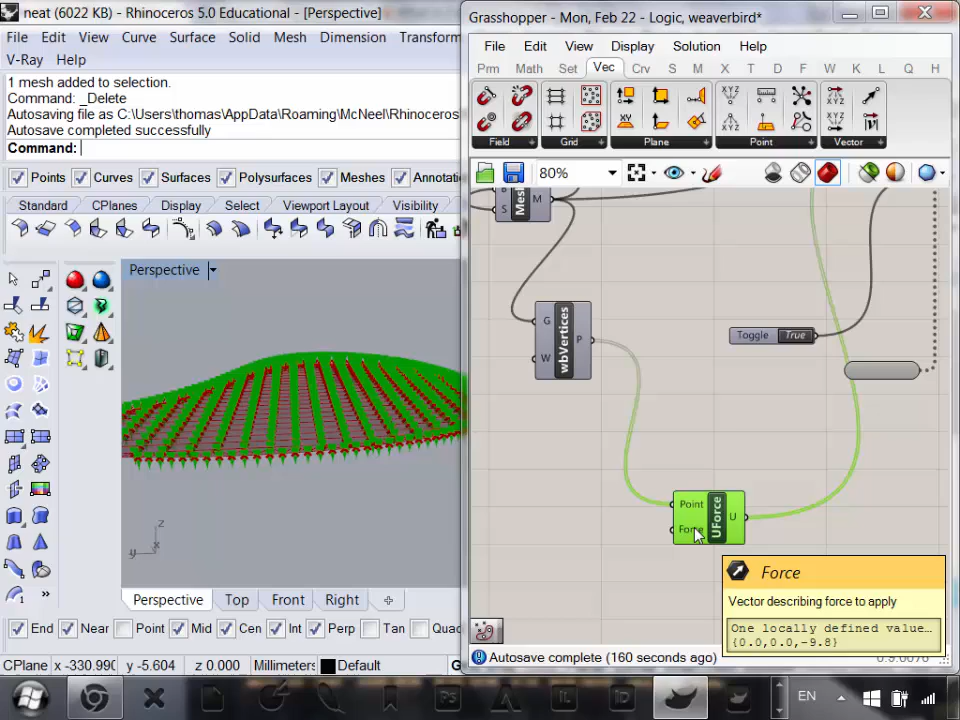 neat (6022 KB) - Rhinoceros 5.0 Educational - [Perspective]
File Edit View Curve Surface Solid Mesh Dimension Transform
V-Ray Help
1 mesh added to selection.
Command: _Delete
Autosaving file as C:\Users\thomas\AppData\Roaming\McNeel\Rhinoceros
Autosave completed successfully
Command:
Points Curves Surfaces Polysurfaces Meshes Annotat
Standard CPlanes Display Select Viewport Layout Visibility
Perspective
z
y x
Perspective Top Front Right
End Near Point Mid Cen Int Perp Tan Quad
CPlane x -330.990 y -5.604 z 0.000 Millimeters Default G
Grasshopper - Mon, Feb 22 - Logic, weaverbird*
File Edit View Display Solution Help
Prm Math Set Vec Crv S M X T D F W K L Q H
Field Grid Plane Point Vector
80%
S Mesh M
G
W wbVertices P
Toggle True
Point
Force UForce U
Force
Vector describing force to apply
One locally defined value…
{0.0,0.0,-9.8}
Autosave complete (160 seconds ago)
EN